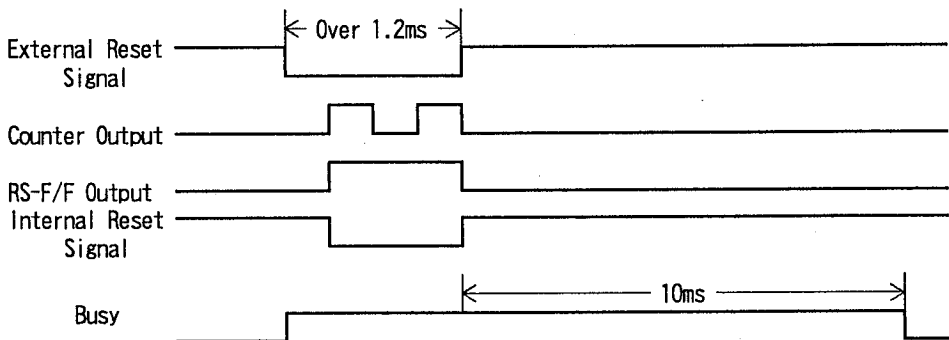 Over 1.2ms
External Reset
Signal
Counter Output
RS-F/F Output
Internal Reset
Signal
10ms
Busy